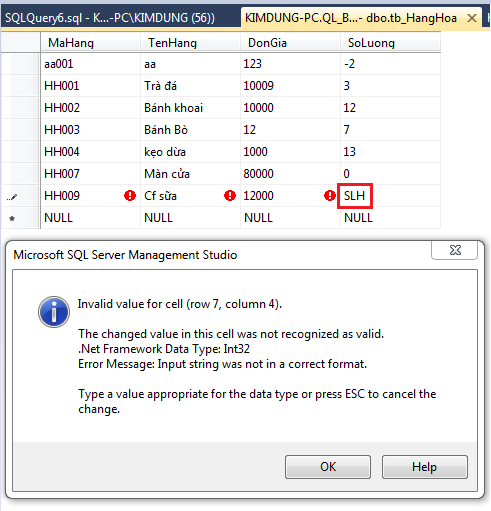 SQLQuery6.sql - K...-PC\KIMDUNG (56))
KIMDUNG-PC.QL_B...- dbo.tb_HangHoa
MaHang TenHang DonGia SoLuong
aa001 aa 123 -2
HH001 Trà đá 10009 3
HH002 Bánh khoai 10000 12
HH003 Bánh Bò 12 7
HH004 kẹo dừa 1000 13
HH007 Màn cửa 80000 0
HH009 Cf sữa 12000 SLH
NULL NULL NULL NULL
Microsoft SQL Server Management Studio
Invalid value for cell (row 7, column 4).
The changed value in this cell was not recognized as valid.
.Net Framework Data Type: Int32
Error Message: Input string was not in a correct format.
Type a value appropriate for the data type or press ESC to cancel the
change.
OK Help